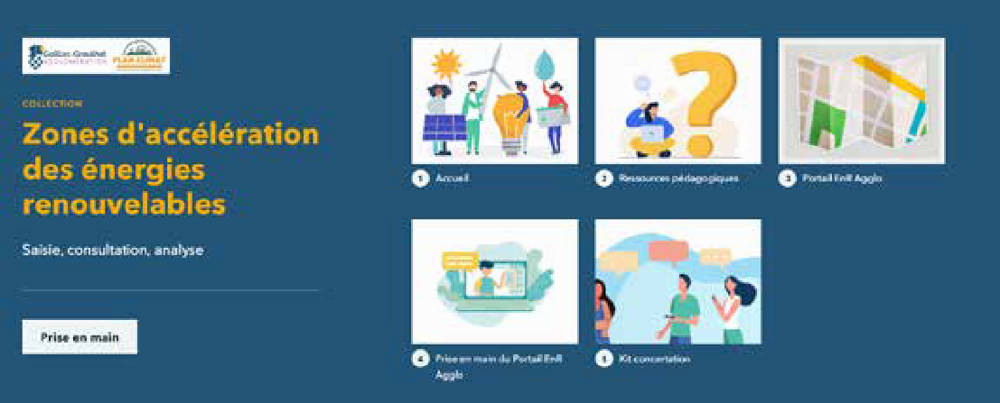 Gaillac-Graulhet
AGGLOMÉRATION
PLAN CLIMAT
COLLECTION
Zones d'accélération
des énergies
renouvelables
Saisie, consultation, analyse
Prise en main
1 Accueil
2 Ressources pédagogiques
3 Portail EnR Agglo
4 Prise en main du Portail EnR
Agglo
5 Kit concertation